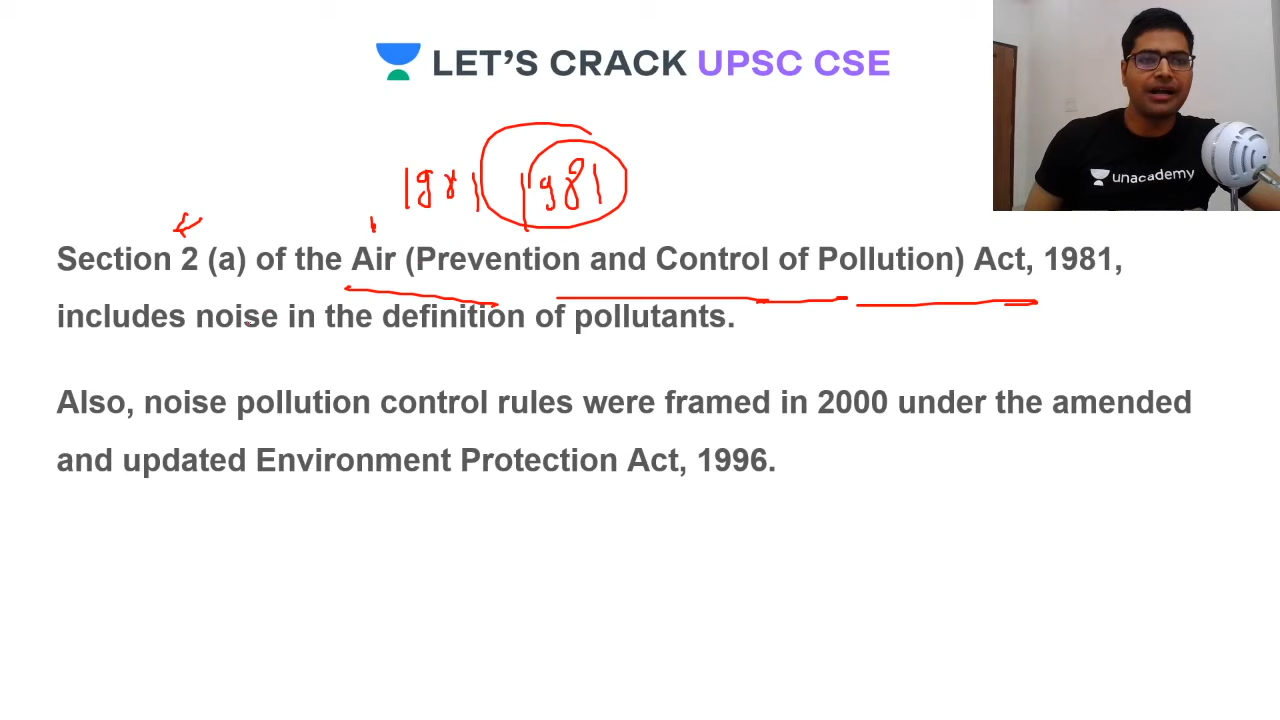 LET'S CRACK UPSC CSE
unacademy
1981 1981
Section 2 (a) of the Air (Prevention and Control of Pollution) Act, 1981,
includes noise in the definition of pollutants.
Also, noise pollution control rules were framed in 2000 under the amended
and updated Environment Protection Act, 1996.